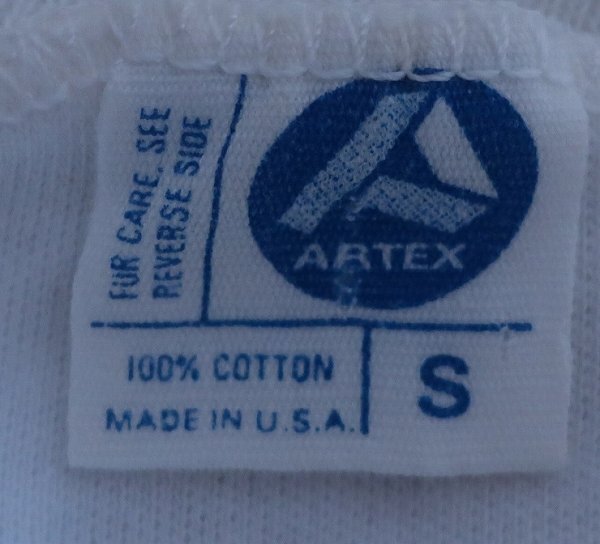 FOR CARE, SEE
REVERSE SIDE
ARTEX
100% COTTON
MADE IN U.S.A.
S